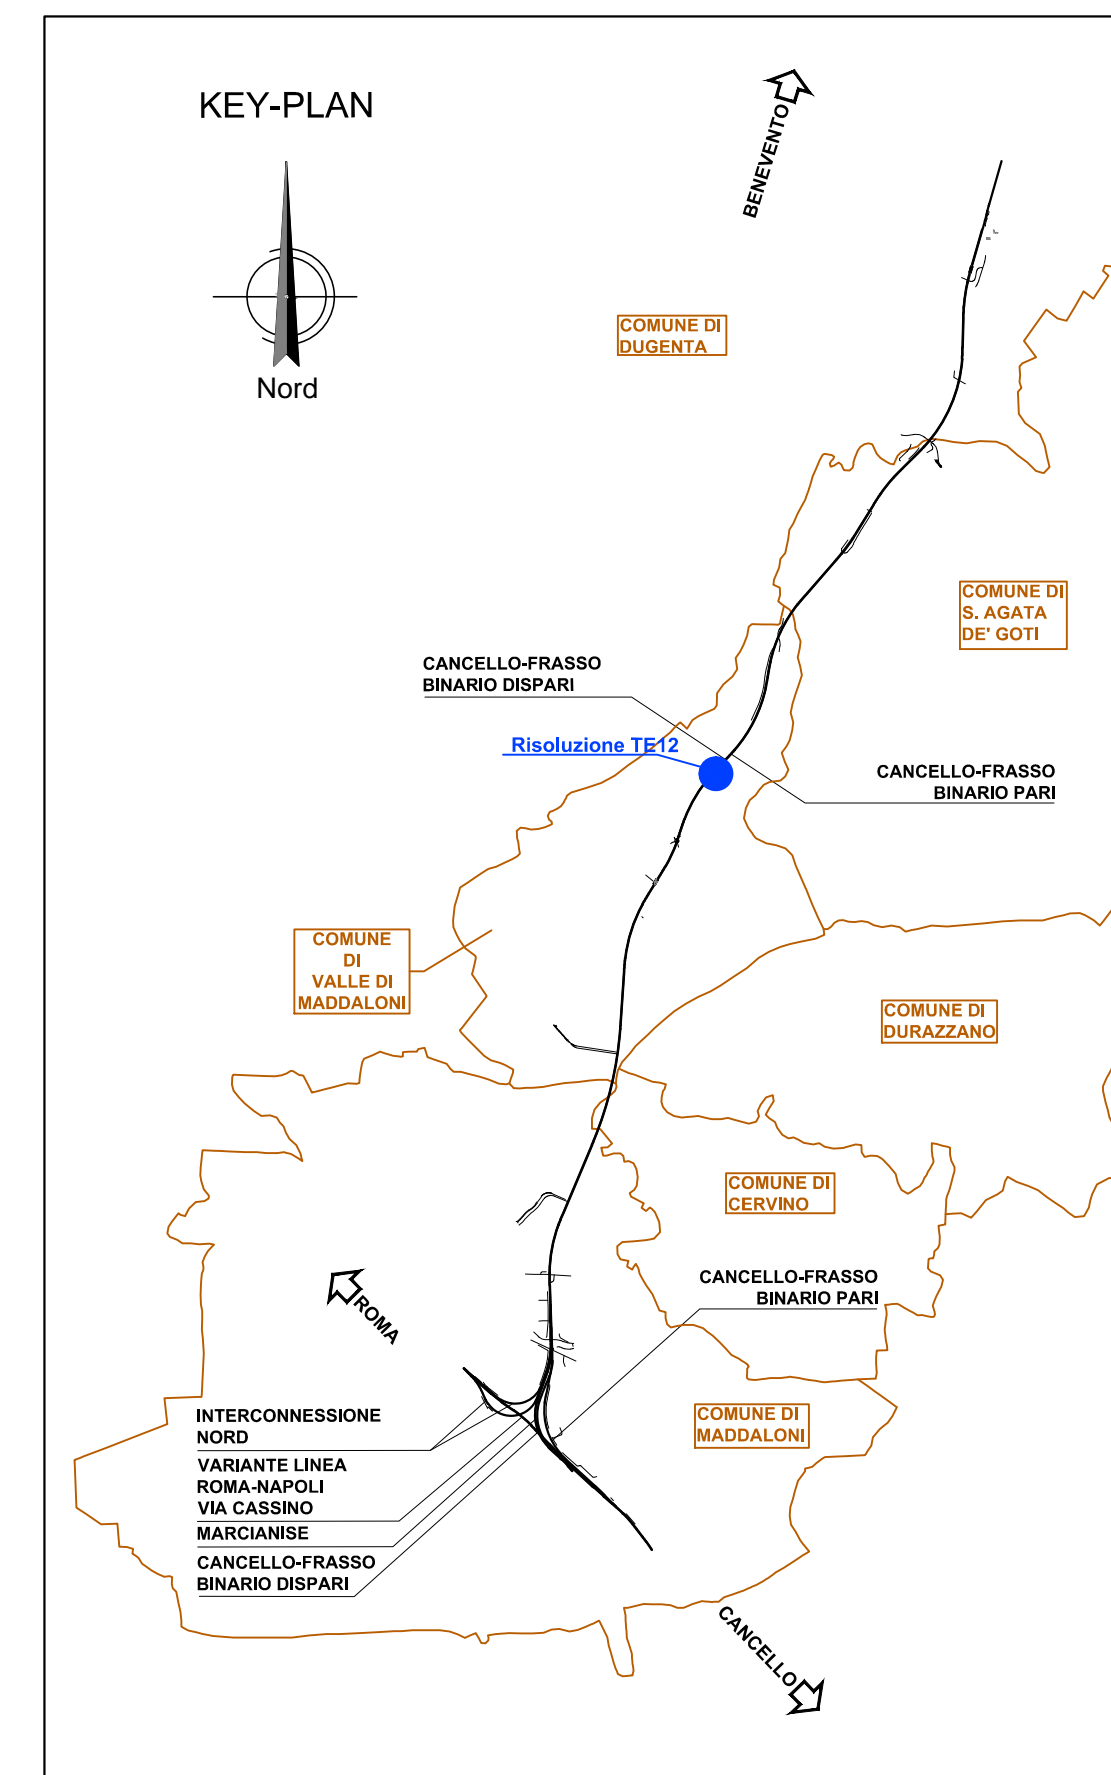 KEY-PLAN
BENEVENTO
Nord
COMUNE DI
DUGENTA
COMUNE DI
S. AGATA
DE' GOTI
CANCELLO-FRASSO
BINARIO DISPARI
Risoluzione TE12
CANCELLO-FRASSO
BINARIO PARI
COMUNE
DI
VALLE DI
MADDALONI
COMUNE DI
DURAZZANO
COMUNE DI
CERVINO
CANCELLO-FRASSO
BINARIO PARI
ROMA
INTERCONNESSIONE
NORD
COMUNE DI
MADDALONI
VARIANTE LINEA
ROMA-NAPOLI
VIA CASSINO
MARCIANISE
CANCELLO-FRASSO
BINARIO DISPARI
CANCELLO